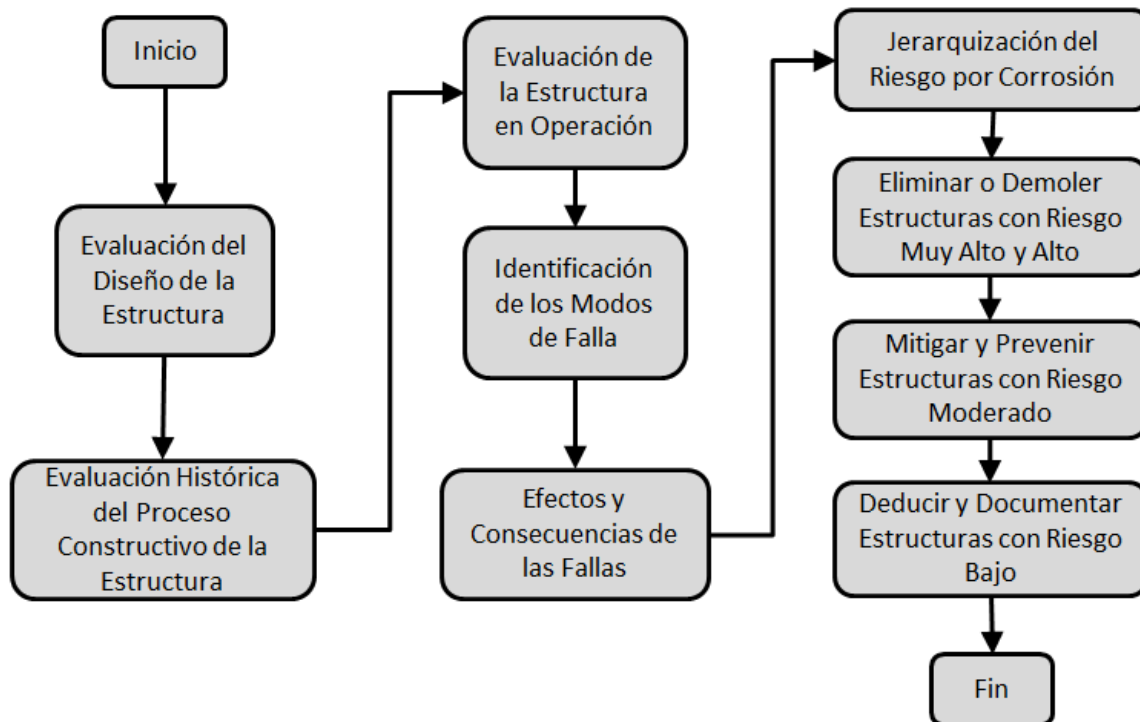 Inicio
Evaluación del
Diseño de la
Estructura
Evaluación Histórica
del Proceso
Constructivo de la
Estructura
Evaluación de
la Estructura
en Operación
Identificación
de los Modos
de Falla
Efectos y
Consecuencias de
las Fallas
Jerarquización del
Riesgo por Corrosión
Eliminar o Demoler
Estructuras con Riesgo
Muy Alto y Alto
Mitigar y Prevenir
Estructuras con Riesgo
Moderado
Deducir y Documentar
Estructuras con Riesgo
Bajo
Fin